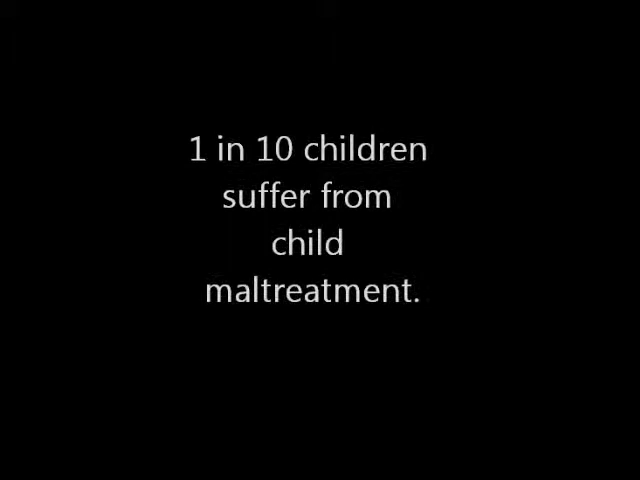 1 in 10 children
suffer from
child
maltreatment.